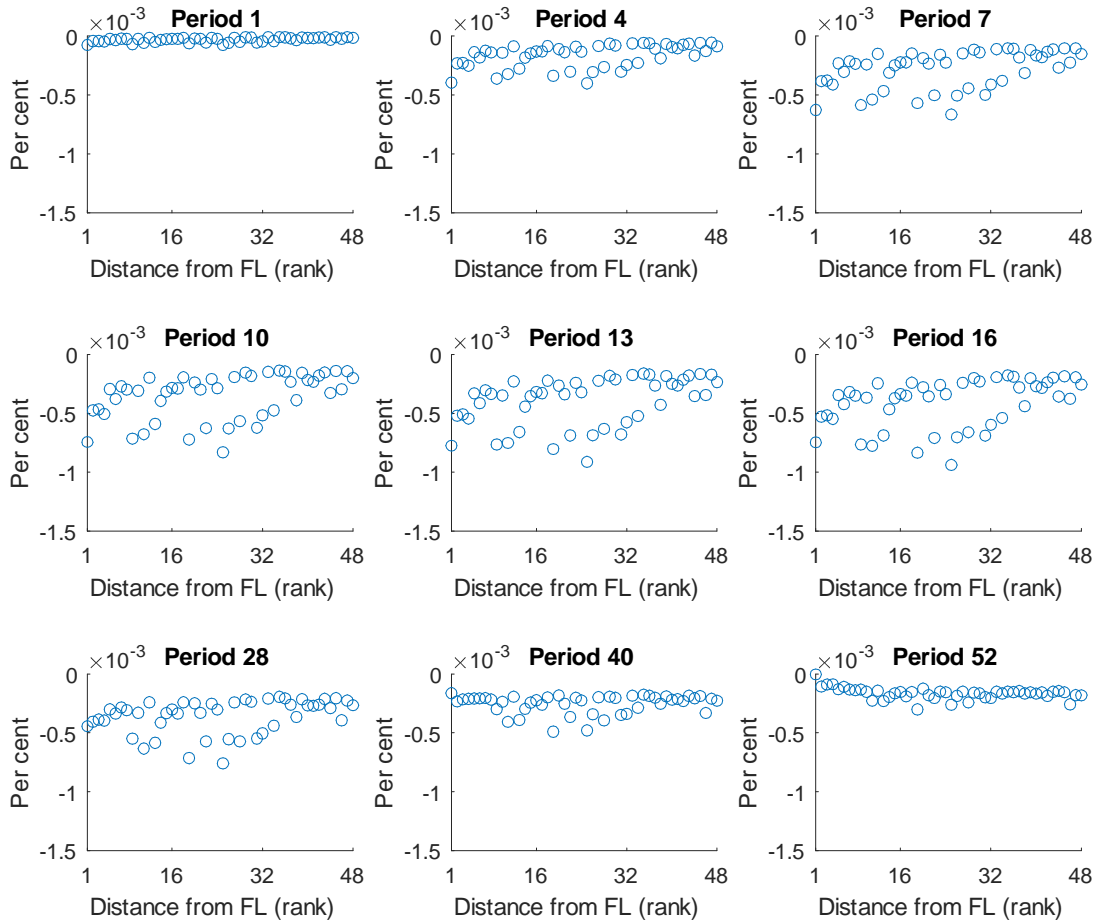 ×10-3 Period 1
0
-0.5
-1
-1.5
Per cent
1 16 32 48
Distance from FL (rank)
×10-3 Period 4
0
-0.5
-1
-1.5
Per cent
1 16 32 48
Distance from FL (rank)
×10-3 Period 7
0
-0.5
-1
-1.5
Per cent
1 16 32 48
Distance from FL (rank)
×10-3 Period 10
0
-0.5
-1
-1.5
Per cent
1 16 32 48
Distance from FL (rank)
×10-3 Period 13
0
-0.5
-1
-1.5
Per cent
1 16 32 48
Distance from FL (rank)
×10-3 Period 16
0
-0.5
-1
-1.5
Per cent
1 16 32 48
Distance from FL (rank)
×10-3 Period 28
0
-0.5
-1
-1.5
Per cent
1 16 32 48
Distance from FL (rank)
×10-3 Period 40
0
-0.5
-1
-1.5
Per cent
1 16 32 48
Distance from FL (rank)
×10-3 Period 52
0
-0.5
-1
-1.5
Per cent
1 16 32 48
Distance from FL (rank)